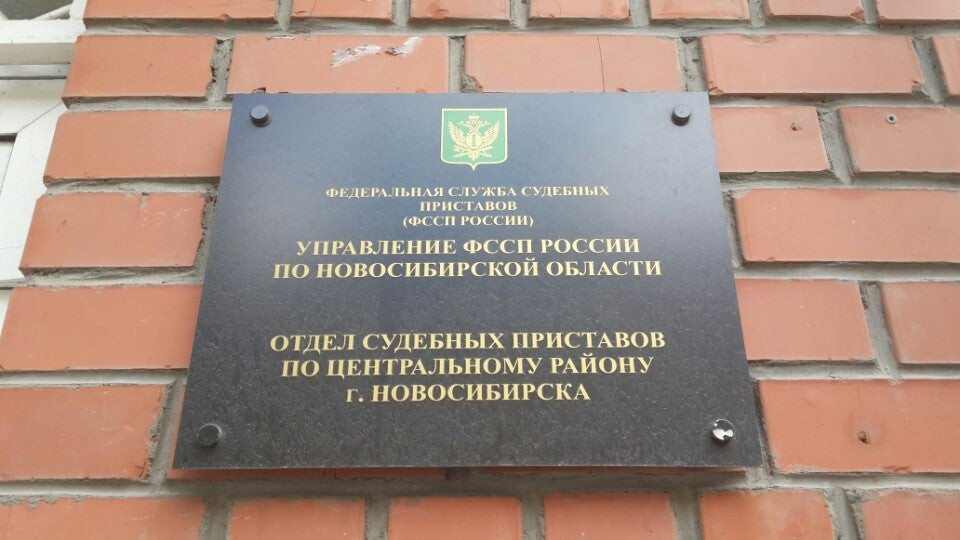 ФЕДЕРАЛЬНАЯ СЛУЖБА СУДЕБНЫХ
ПРИСТАВОВ
(ФССП РОССИИ)
УПРАВЛЕНИЕ ФССП РОССИИ
ПО НОВОСИБИРСКОЙ ОБЛАСТИ
ОТДЕЛ СУДЕБНЫХ ПРИСТАВОВ
ПО ЦЕНТРАЛЬНОМУ РАЙОНУ
г. НОВОСИБИРСКА